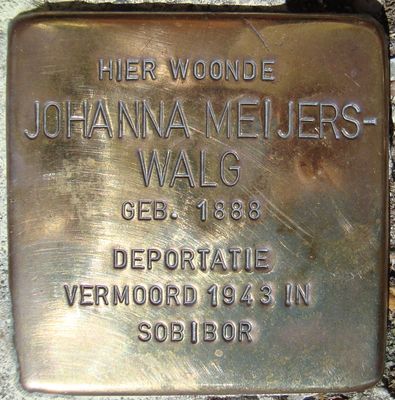 HIER WOONDE
JOHANNA MEIJERS-
WALG
GEB. 1888
DEPORTATIE
VERMOORD 1943 IN
SOBIBOR